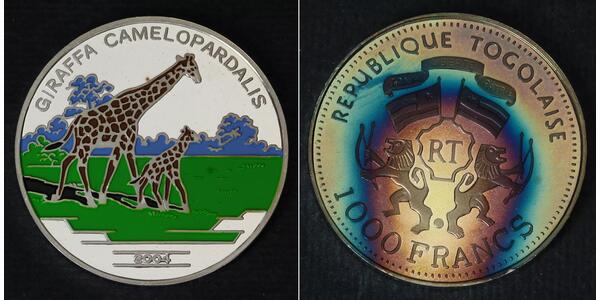 GIRAFFA CAMELOPARDALIS
2004
REPUBLIQUE TOGOLAISE
RT
1000 FRANCS